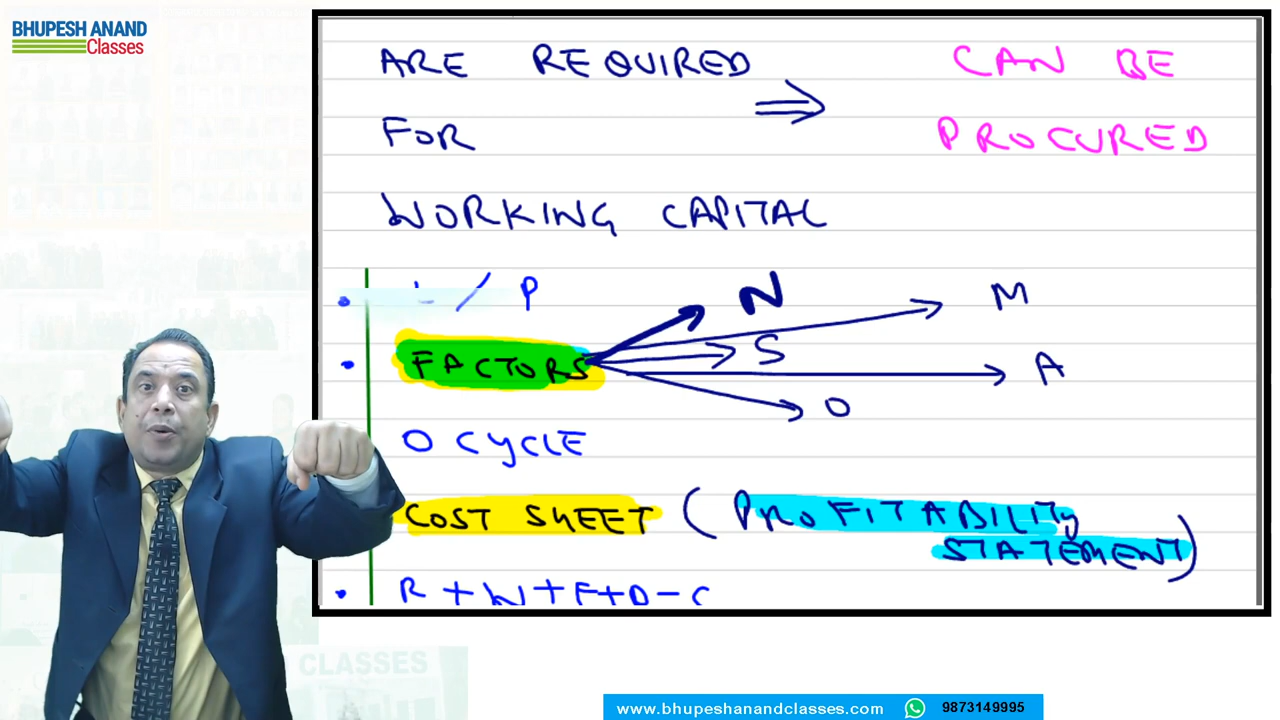 BHUPESH ANAND
Classes
ARE REQUIRED ⇒ CAN BE
FOR PROCURED
WORKING CAPITAL
• L / P
N
M
• FACTORS
S
A
O
O CYCLE
COST SHEET (PROFITABILITY
STATEMENT)
• R + W + F + D - C
CLASSES
www.bhupeshanandclasses.com 9873149995